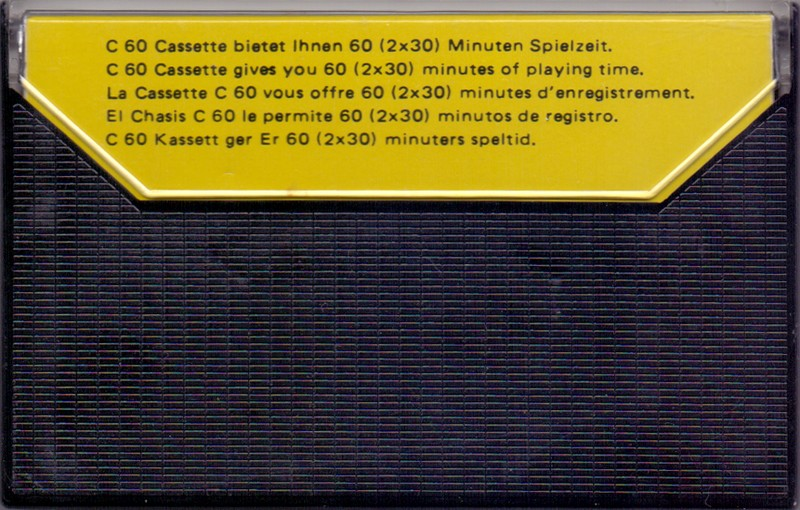 C 60 Cassette bietet Ihnen 60 (2x30) Minuten Spielzeit.
C 60 Cassette gives you 60 (2x30) minutes of playing time.
La Cassette C 60 vous offre 60 (2x30) minutes d'enregistrement.
El Chasis C 60 le permite 60 (2x30) minutos de registro.
C 60 Kassett ger Er 60 (2x30) minuters speltid.